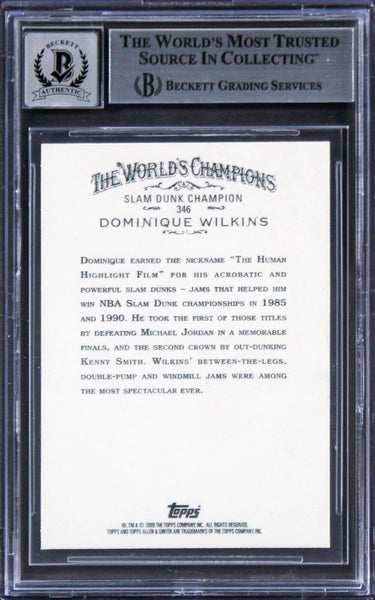 BECKETT
AUTHENTIC
THE WORLD'S MOST TRUSTED
SOURCE IN COLLECTING™
B BECKETT GRADING SERVICES
THE WORLD'S CHAMPIONS
SLAM DUNK CHAMPION
346
DOMINIQUE WILKINS
DOMINIQUE EARNED THE NICKNAME "THE HUMAN
HIGHLIGHT FILM" FOR HIS ACROBATIC AND
POWERFUL SLAM DUNKS – JAMS THAT HELPED HIM
WIN NBA SLAM DUNK CHAMPIONSHIPS IN 1985
AND 1990. HE TOOK THE FIRST OF THOSE TITLES
BY DEFEATING MICHAEL JORDAN IN A MEMORABLE
FINALS, AND THE SECOND CROWN BY OUT-DUNKING
KENNY SMITH. WILKINS' BETWEEN-THE-LEGS,
DOUBLE-PUMP AND WINDMILL JAMS WERE AMONG
THE MOST SPECTACULAR EVER.
Topps
®, TM & © 2008 THE TOPPS COMPANY, INC. ALL RIGHTS RESERVED.
TOPPS AND TOPPS ALLEN & GINTER ARE TRADEMARKS OF THE TOPPS COMPANY, INC.